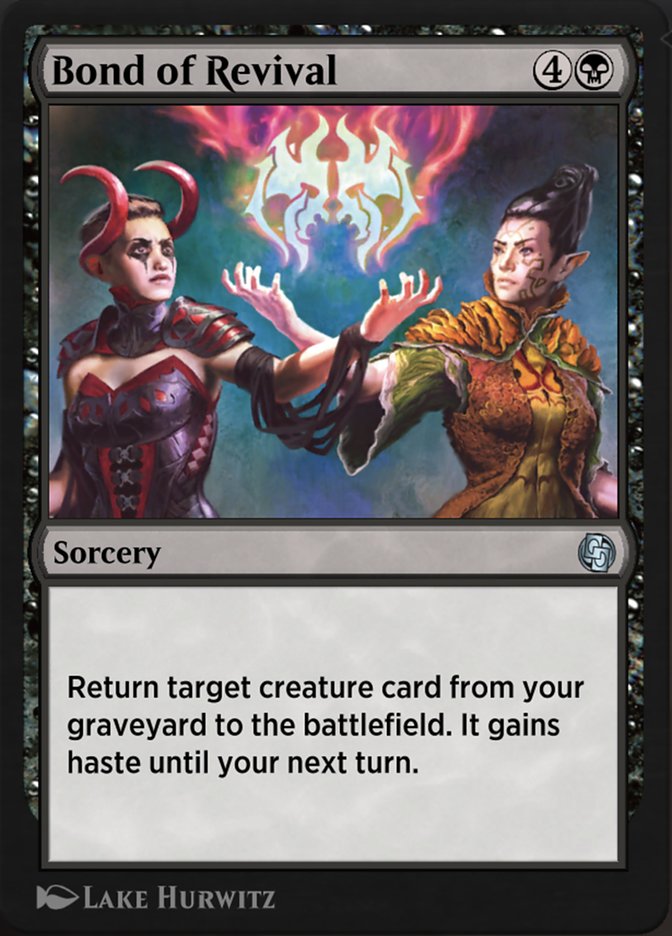 Bond of Revival 4
Sorcery
Return target creature card from your
graveyard to the battlefield. It gains
haste until your next turn.
Lake Hurwitz